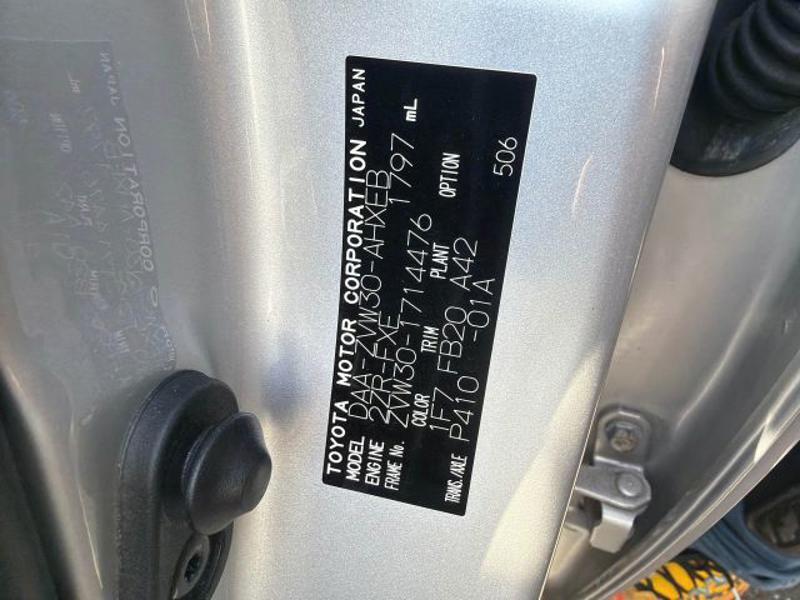 TOYOTA MOTOR CORPORATION JAPAN
MODEL DAA-ZVW30-AHXEB
ENGINE 2ZR-FXE 1797 mL
FRAME No. ZVW30-1714476
COLOR TRIM PLANT OPTION
1F7 FB20 A42
TRANS./AXLE P410 -01A 506